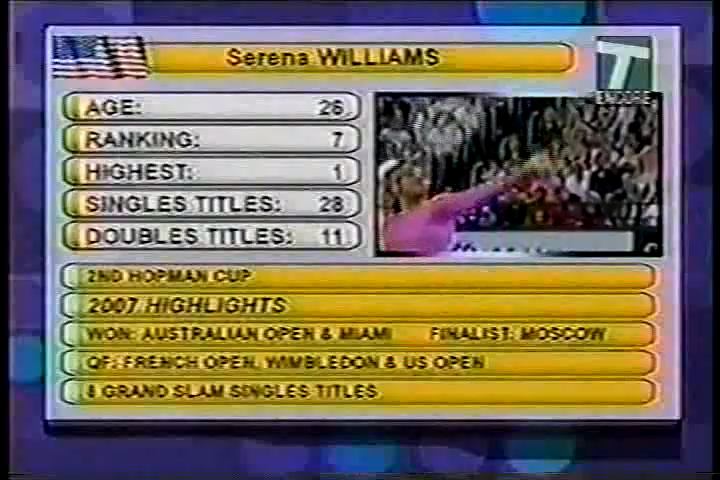 Serena WILLIAMS
T
ENCORE
AGE: 26
RANKING: 7
HIGHEST: 1
SINGLES TITLES: 28
DOUBLES TITLES: 11
2ND HOPMAN CUP
2007 HIGHLIGHTS
WON: AUSTRALIAN OPEN & MIAMI FINALIST: MOSCOW
QF: FRENCH OPEN, WIMBLEDON & US OPEN
8 GRAND SLAM SINGLES TITLES